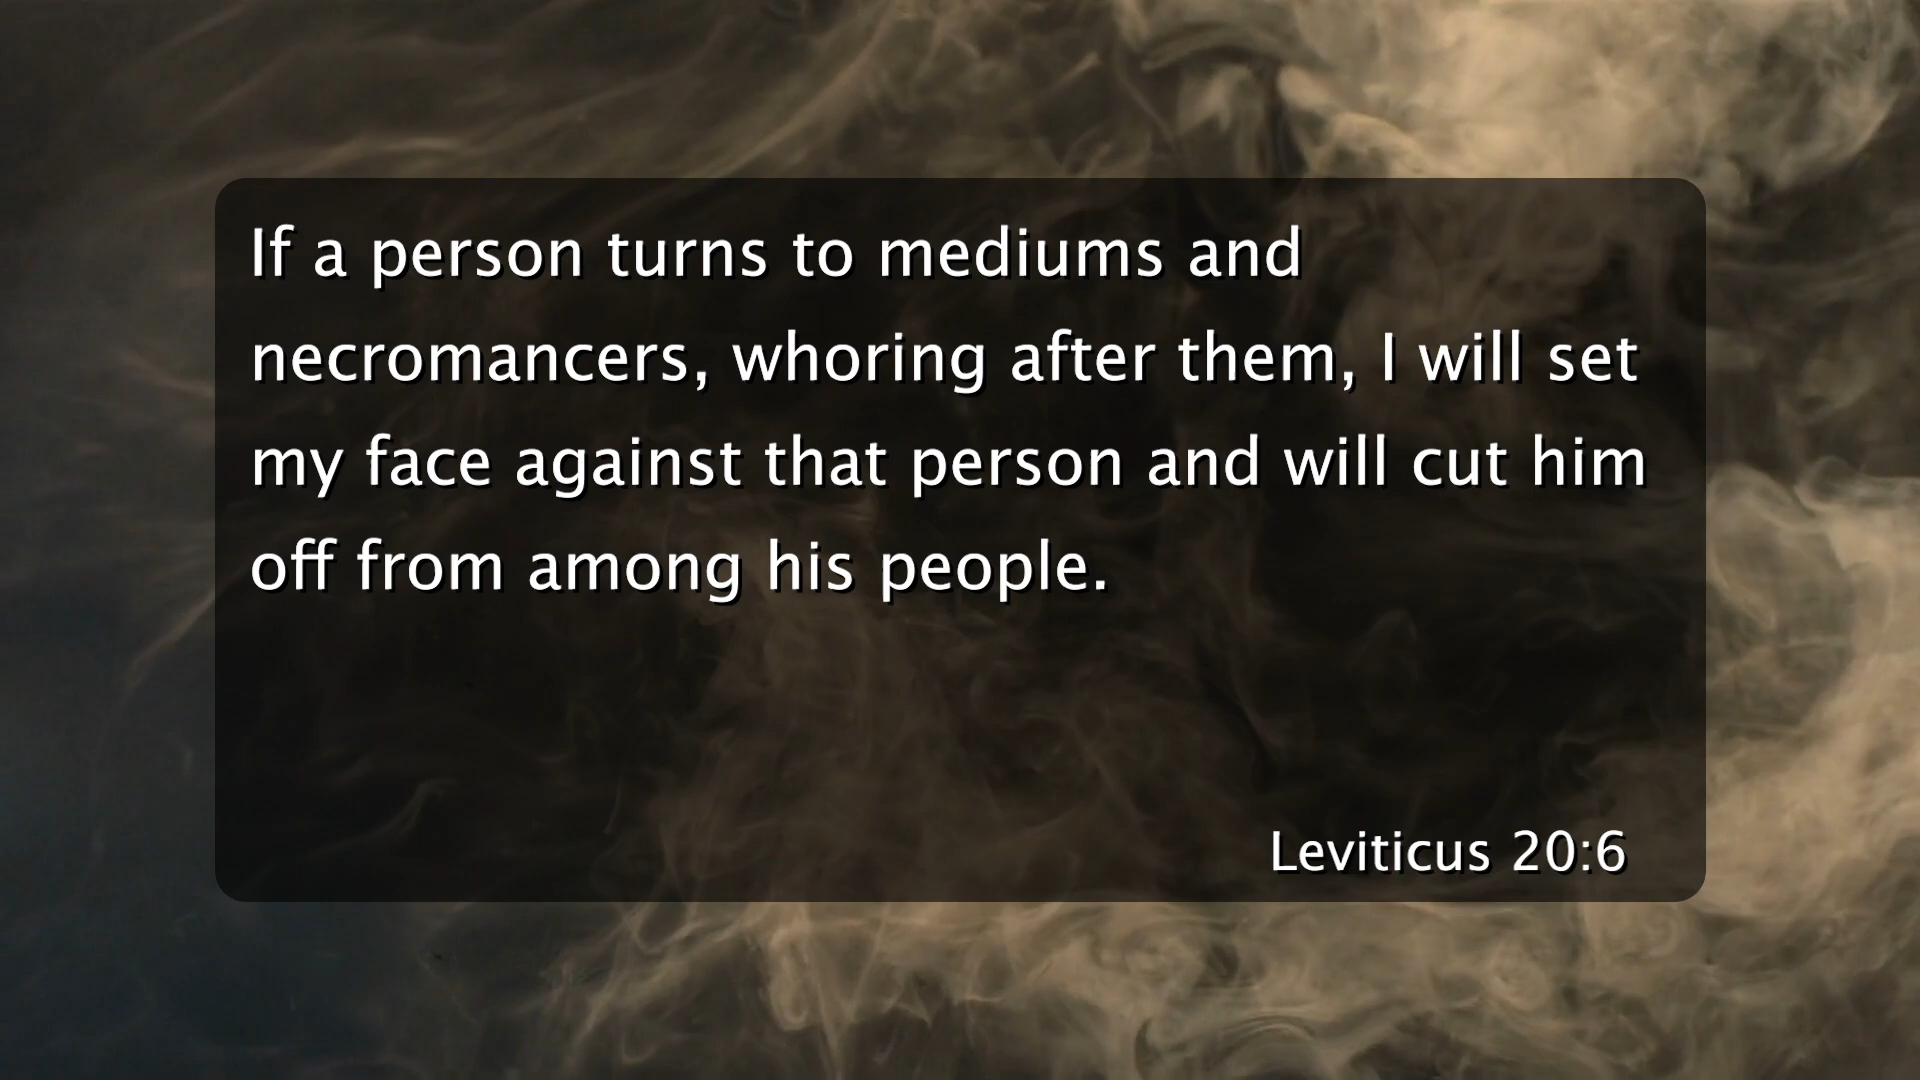 If a person turns to mediums and
necromancers, whoring after them, I will set
my face against that person and will cut him
off from among his people.
Leviticus 20:6